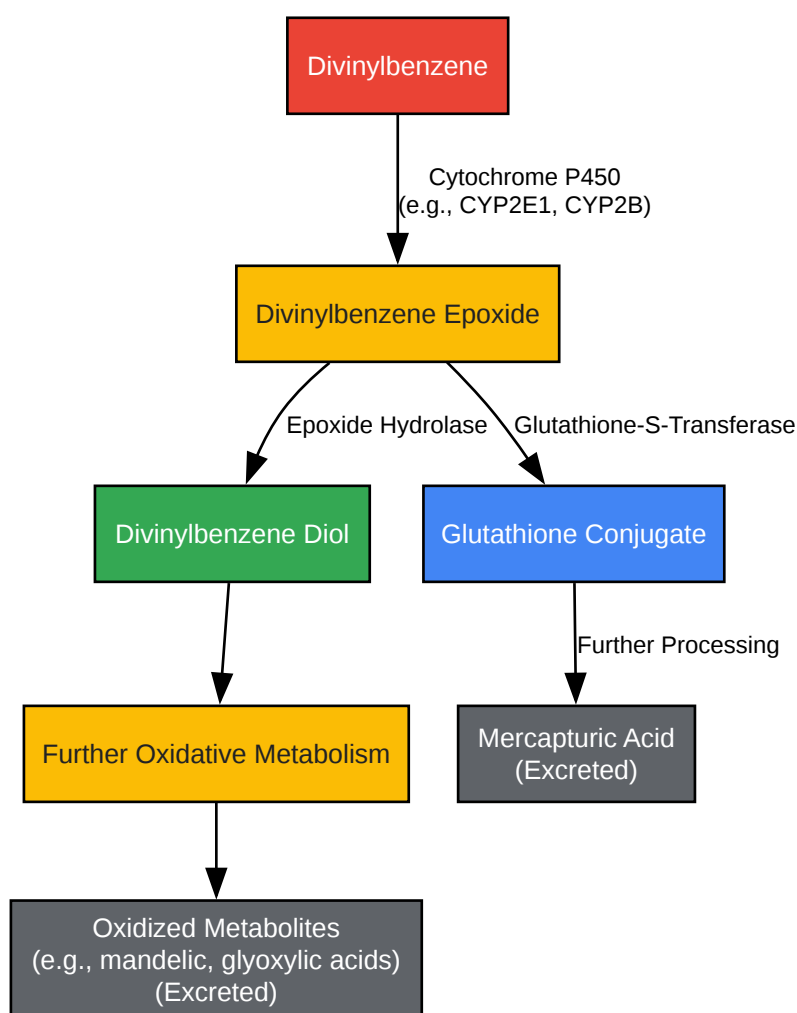 Divinylbenzene
Cytochrome P450
(e.g., CYP2E1, CYP2B)
Divinylbenzene Epoxide
Epoxide Hydrolase
Glutathione-S-Transferase
Divinylbenzene Diol
Glutathione Conjugate
Further Processing
Further Oxidative Metabolism
Mercapturic Acid
(Excreted)
Oxidized Metabolites
(e.g., mandelic, glyoxylic acids)
(Excreted)